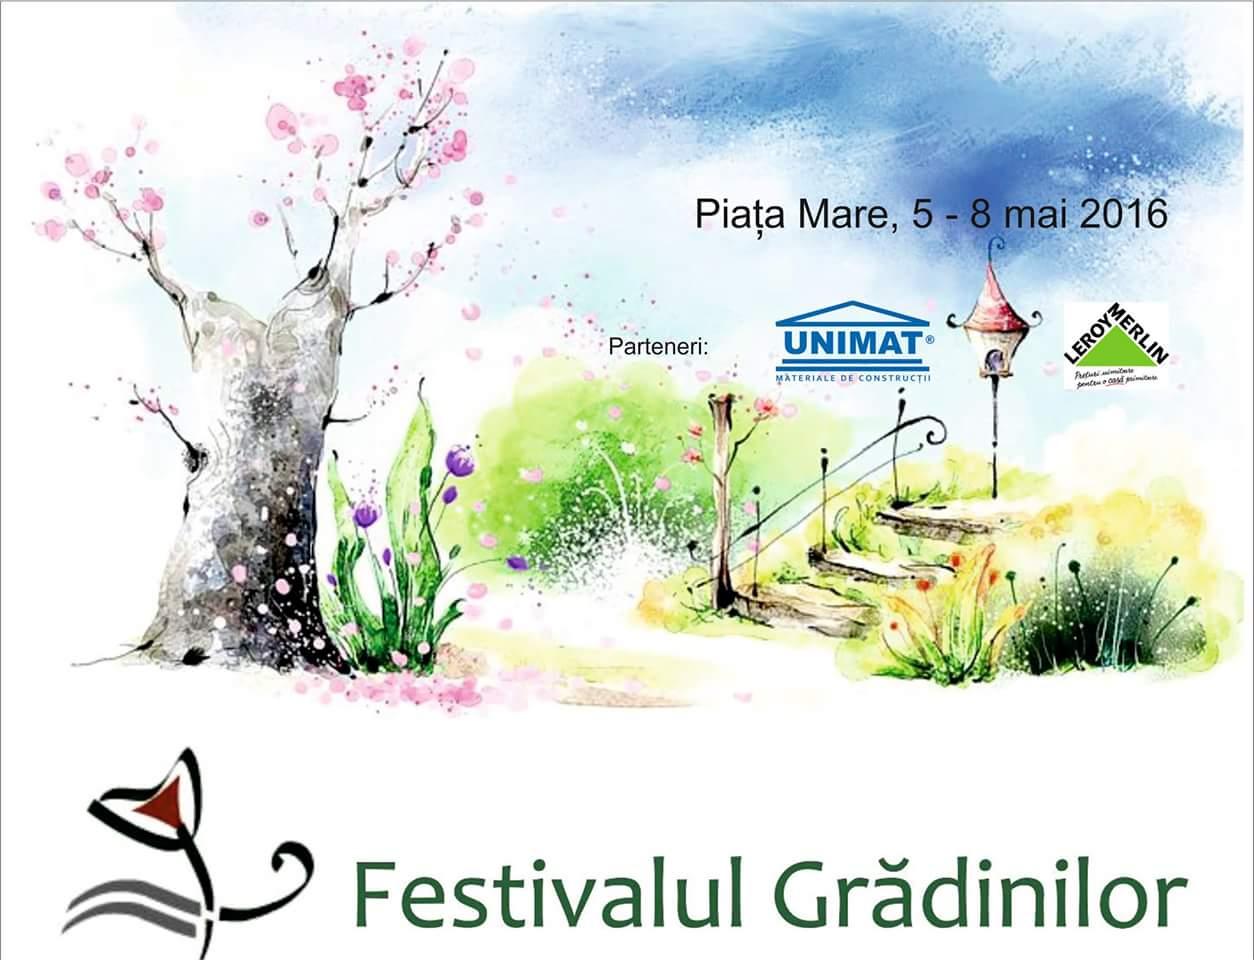 Piața Mare, 5 - 8 mai 2016
Parteneri:
UNIMAT®
MATERIALE DE CONSTRUCȚII
LEROY MERLIN
Prețuri uimitoare
pentru o casă primitoare
Festivalul Grădinilor